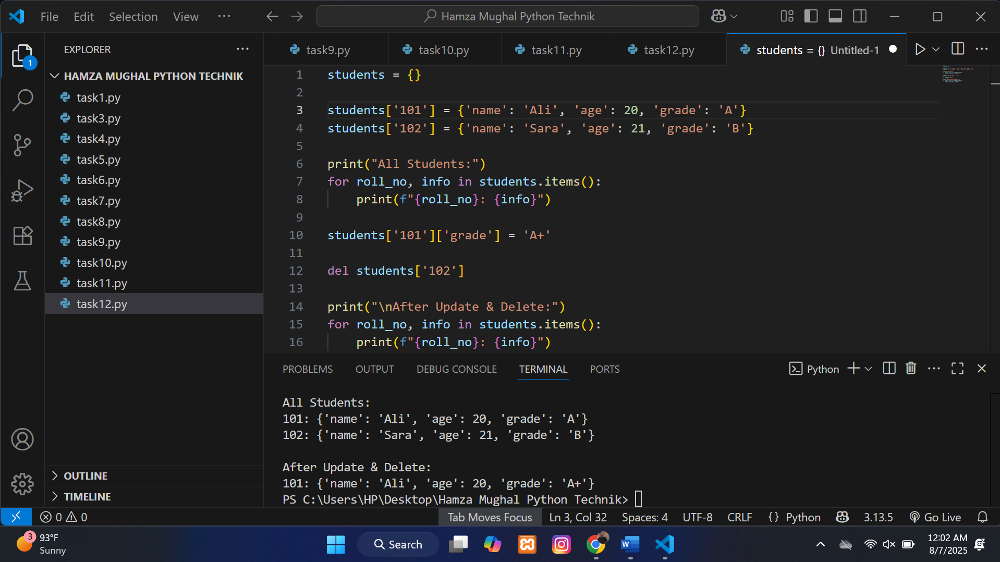 File Edit Selection View ···
Hamza Mughal Python Technik
EXPLORER
1
HAMZA MUGHAL PYTHON TECHNIK
task1.py
task3.py
task4.py
task5.py
task6.py
task7.py
task8.py
task9.py
task10.py
task11.py
task12.py
OUTLINE
TIMELINE
task9.py task10.py task11.py task12.py students = {} Untitled-1
1 students = {}
2
3 students['101'] = {'name': 'Ali', 'age': 20, 'grade': 'A'}
4 students['102'] = {'name': 'Sara', 'age': 21, 'grade': 'B'}
5
6 print("All Students:")
7 for roll_no, info in students.items():
8     print(f"{roll_no}: {info}")
9
10 students['101']['grade'] = 'A+'
11
12 del students['102']
13
14 print("\nAfter Update & Delete:")
15 for roll_no, info in students.items():
16     print(f"{roll_no}: {info}")
PROBLEMS OUTPUT DEBUG CONSOLE TERMINAL PORTS Python
All Students:
101: {'name': 'Ali', 'age': 20, 'grade': 'A'}
102: {'name': 'Sara', 'age': 21, 'grade': 'B'}
After Update & Delete:
101: {'name': 'Ali', 'age': 20, 'grade': 'A+'}
PS C:\Users\HP\Desktop\Hamza Mughal Python Technik>
0 0 Tab Moves Focus Ln 3, Col 32 Spaces: 4 UTF-8 CRLF {} Python 3.13.5 Go Live
3 93°F
Sunny
Search
W
12:02 AM
8/7/2025